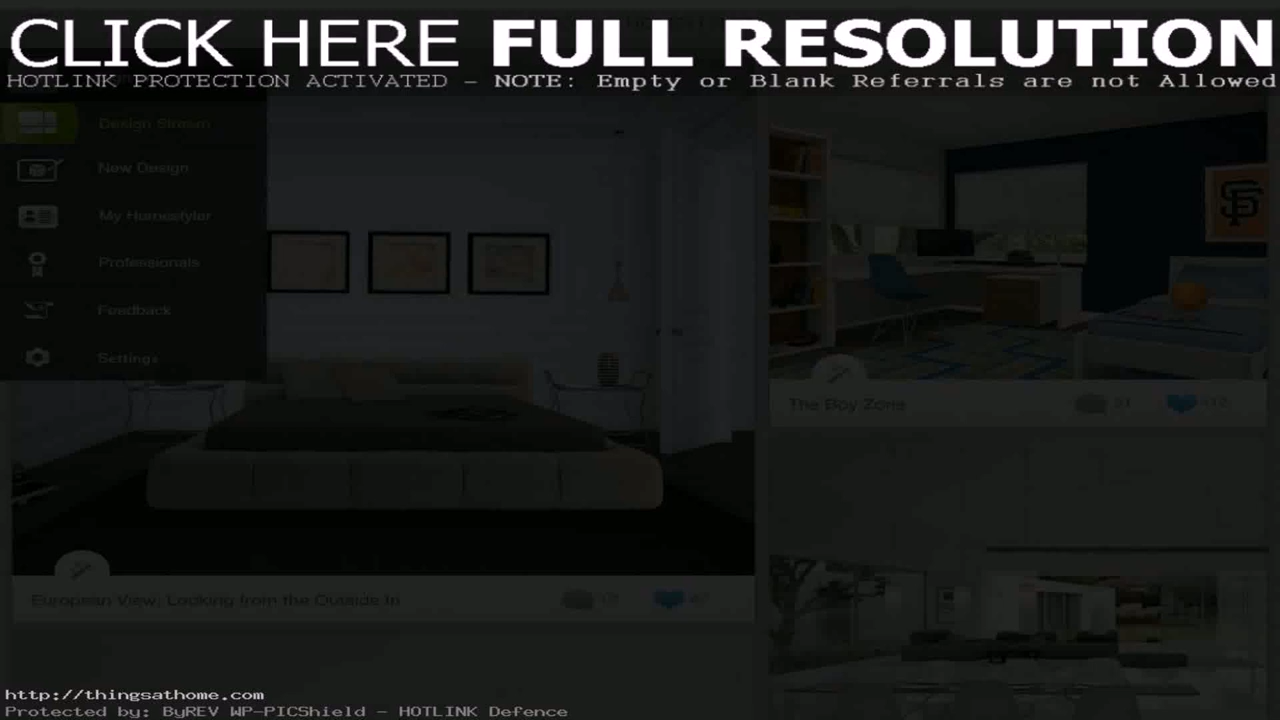 CLICK HERE FULL RESOLUTION
HOTLINK PROTECTION ACTIVATED – NOTE: Empty or Blank Referrals are not Allowed
Design Stream
New Design
My Homestyler
Professionals
Feedback
Settings
SF
The Boy Zone
European View: Looking from the Outside In
http://thingsathome.com
Protected by: ByREV WP-PICShield – HOTLINK Defence